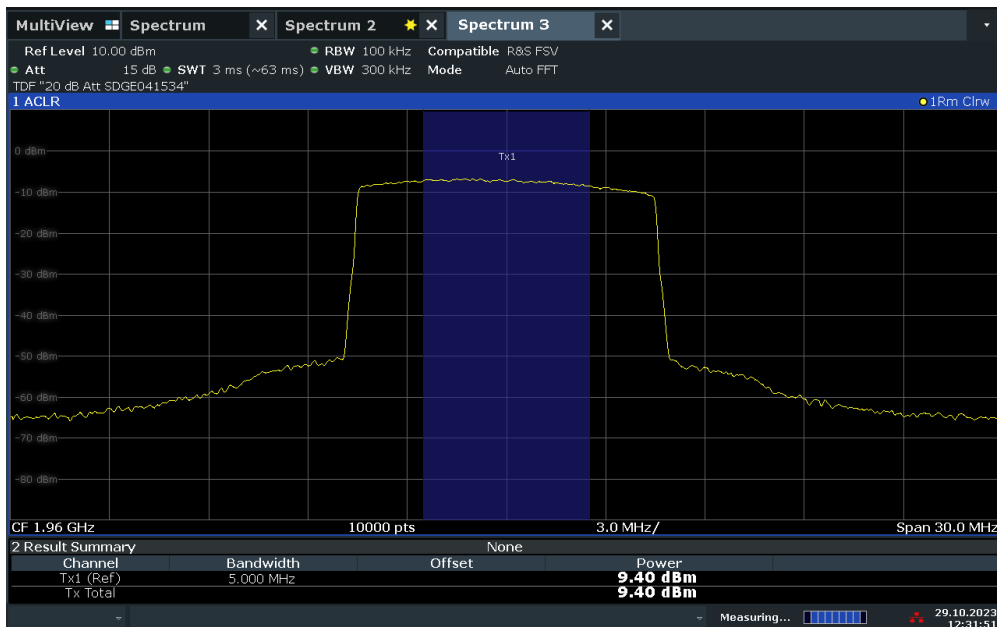 MultiView Spectrum X Spectrum 2 X Spectrum 3 X
Ref Level 10.00 dBm RBW 100 kHz Compatible R&S FSV
Att 15 dB SWT 3 ms (~63 ms) VBW 300 kHz Mode Auto FFT
TDF "20 dB Att SDGE041534"
1 ACLR 1Rm Clrw
0 dBm
Tx1
-10 dBm
-20 dBm
-30 dBm
-40 dBm
-50 dBm
-60 dBm
-70 dBm
-80 dBm
CF 1.96 GHz 10000 pts 3.0 MHz/ Span 30.0 MHz
2 Result Summary None
Channel Bandwidth Offset Power
Tx1 (Ref) 5.000 MHz 9.40 dBm
Tx Total 9.40 dBm
Measuring... 29.10.2023
12:31:51